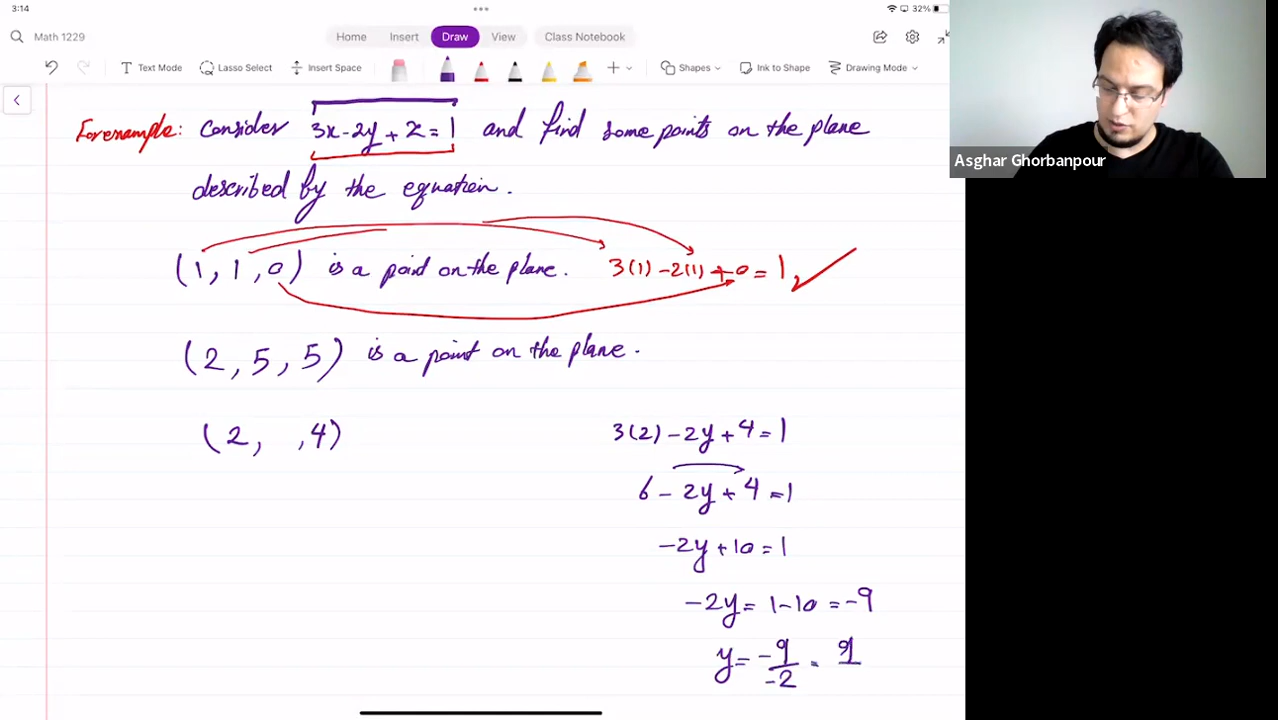 3:14
32%
Math 1229
Home Insert Draw View Class Notebook
Text Mode Lasso Select Insert Space Shapes Ink to Shape Drawing Mode
Asghar Ghorbanpour
For example: Consider 3x-2y+z=1 and find some points on the plane
described by the equation.
(1, 1, 0) is a point on the plane. 3(1)-2(1)+0=1,
(2, 5, 5) is a point on the plane.
(2, ,4)
3(2)-2y+4=1
6-2y+4=1
-2y+10=1
-2y=1-10=-9
y=-9/-2=9